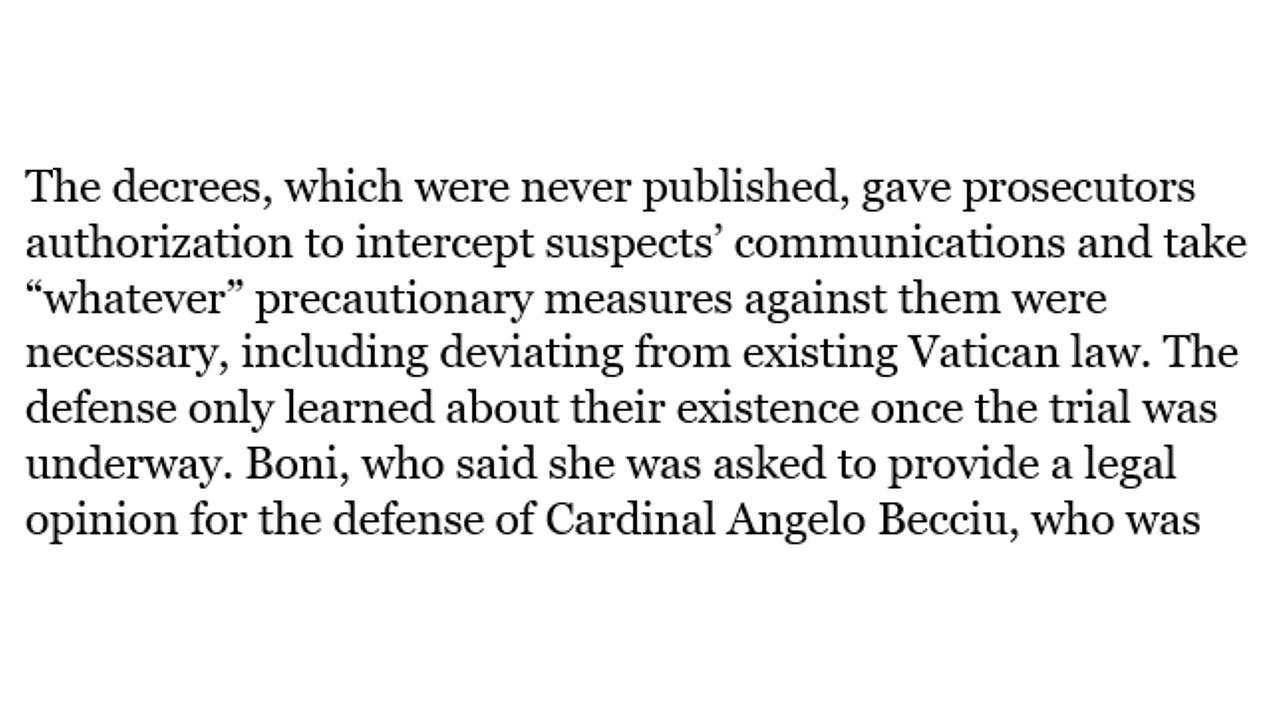 The decrees, which were never published, gave prosecutors
authorization to intercept suspects’ communications and take
“whatever” precautionary measures against them were
necessary, including deviating from existing Vatican law. The
defense only learned about their existence once the trial was
underway. Boni, who said she was asked to provide a legal
opinion for the defense of Cardinal Angelo Becciu, who was